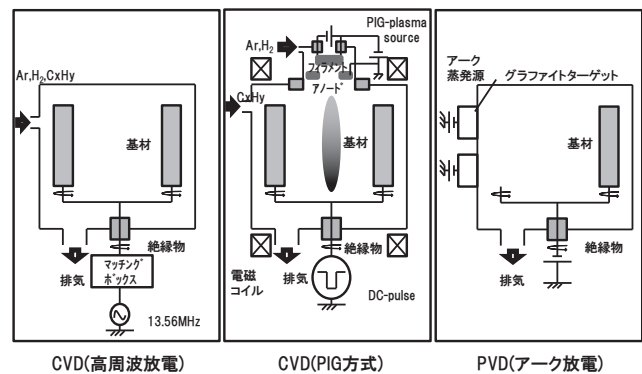 Ar,H₂,CxHy
基材
絶縁物
排気
マッチング
ボックス
13.56MHz
CVD(高周波放電)
PIG-plasma
source
Ar,H₂
フィラメント
アノード
CxHy
基材
絶縁物
電磁
コイル
排気
DC-pulse
CVD(PIG方式)
アーク
蒸発源
グラファイトターゲット
基材
絶縁物
排気
PVD(アーク放電)